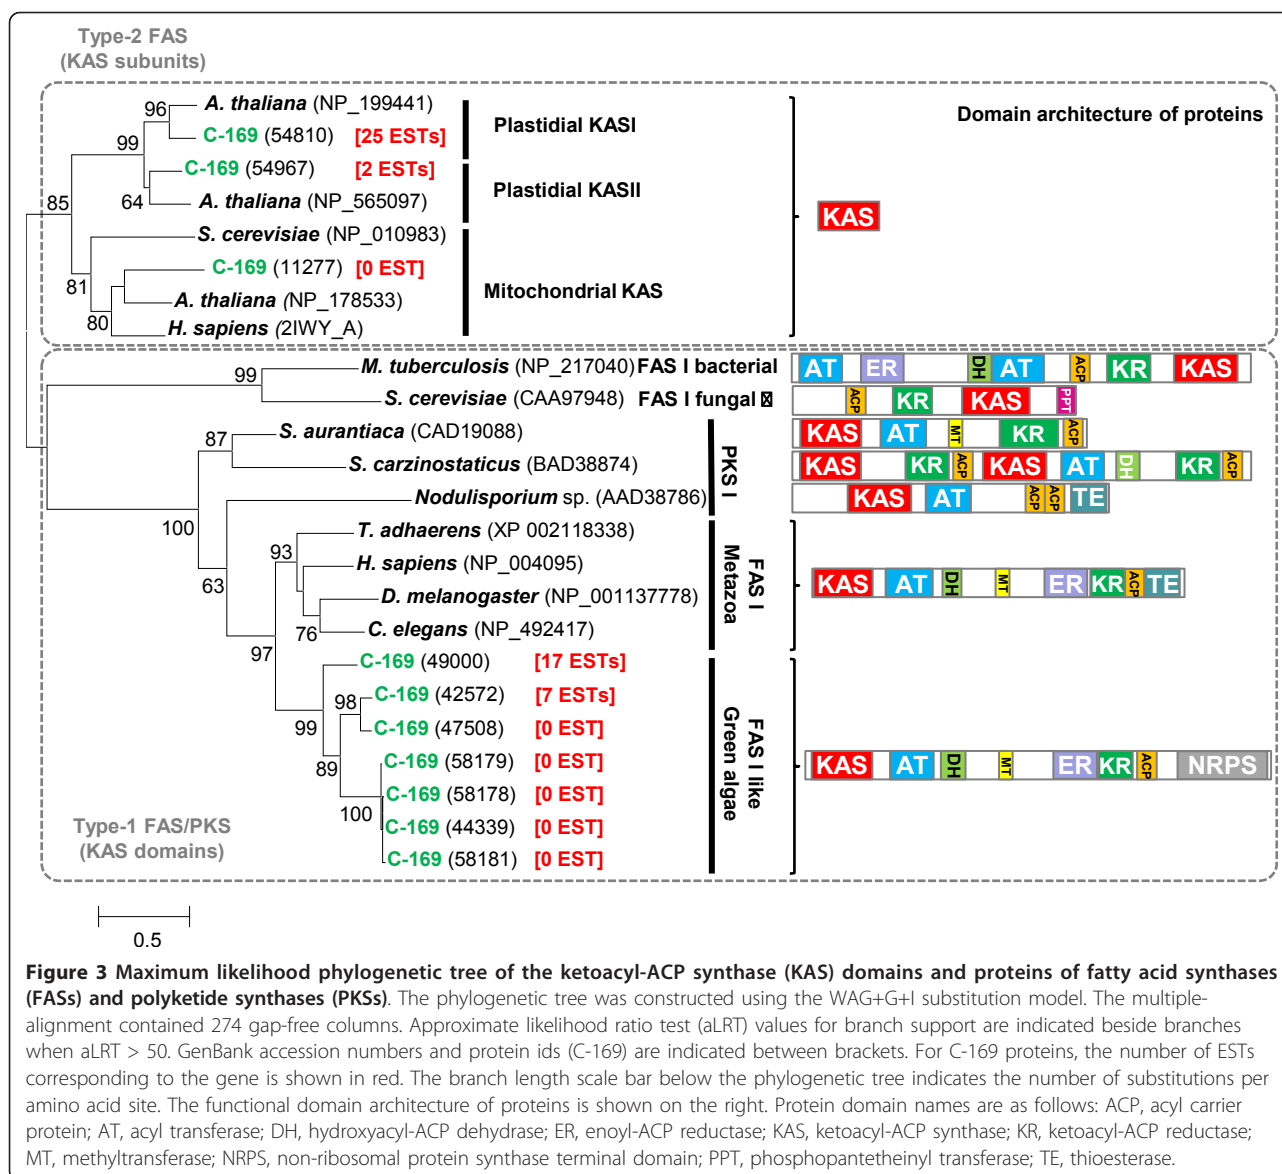 Type-2 FAS
(KAS subunits)
Domain architecture of proteins
A. thaliana (NP_199441)
C-169 (54810) [25 ESTs]
C-169 (54967) [2 ESTs]
A. thaliana (NP_565097)
S. cerevisiae (NP_010983)
C-169 (11277) [0 EST]
A. thaliana (NP_178533)
H. sapiens (2IWY_A)
96
99
64
85
81
80
Plastidial KASI
Plastidial KASII
Mitochondrial KAS
KAS
M. tuberculosis (NP_217040) FAS I bacterial
AT ER DH AT ACP KR KAS
S. cerevisiae (CAA97948) FAS I fungal
ACP KR KAS PPT
S. aurantiaca (CAD19088)
KAS AT MT KR ACP
S. carzinostaticus (BAD38874)
KAS KR ACP KAS AT DH KR ACP
Nodulisporium sp. (AAD38786)
KAS AT ACP ACP TE
PKS I
T. adhaerens (XP 002118338)
H. sapiens (NP_004095)
D. melanogaster (NP_001137778)
C. elegans (NP_492417)
FAS I
Metazoa
KAS AT DH MT ER KR ACP TE
C-169 (49000) [17 ESTs]
C-169 (42572) [7 ESTs]
C-169 (47508) [0 EST]
C-169 (58179) [0 EST]
C-169 (58178) [0 EST]
C-169 (44339) [0 EST]
C-169 (58181) [0 EST]
FAS I like
Green algae
KAS AT DH MT ER KR ACP NRPS
99
87
100
93
63
76
97
98
99
89
100
Type-1 FAS/PKS
(KAS domains)
0.5
Figure 3 Maximum likelihood phylogenetic tree of the ketoacyl-ACP synthase (KAS) domains and proteins of fatty acid synthases
(FASs) and polyketide synthases (PKSs). The phylogenetic tree was constructed using the WAG+G+I substitution model. The multiple-
alignment contained 274 gap-free columns. Approximate likelihood ratio test (aLRT) values for branch support are indicated beside branches
when aLRT > 50. GenBank accession numbers and protein ids (C-169) are indicated between brackets. For C-169 proteins, the number of ESTs
corresponding to the gene is shown in red. The branch length scale bar below the phylogenetic tree indicates the number of substitutions per
amino acid site. The functional domain architecture of proteins is shown on the right. Protein domain names are as follows: ACP, acyl carrier
protein; AT, acyl transferase; DH, hydroxyacyl-ACP dehydrase; ER, enoyl-ACP reductase; KAS, ketoacyl-ACP synthase; KR, ketoacyl-ACP reductase;
MT, methyltransferase; NRPS, non-ribosomal protein synthase terminal domain; PPT, phosphopantetheinyl transferase; TE, thioesterase.